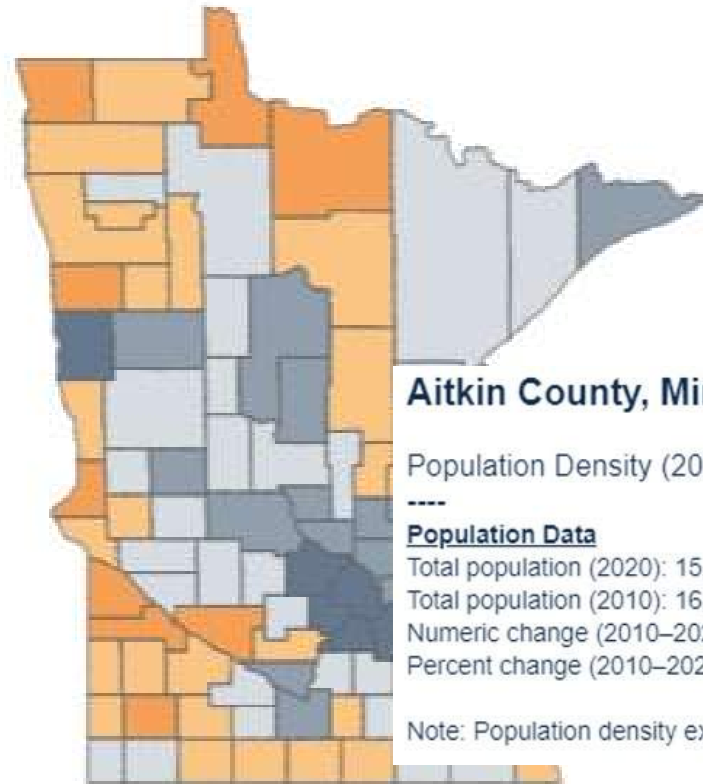 Aitkin County, Mi
Population Density (20
----
Population Data
Total population (2020): 15
Total population (2010): 16
Numeric change (2010–202
Percent change (2010–202
Note: Population density ex